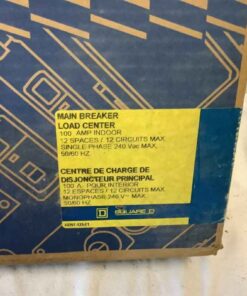 MAIN BREAKER
LOAD CENTER
100 AMP INDOOR
12 SPACES / 12 CIRCUITS MAX.
SINGLE PHASE 240 Vac MAX.
50/60 HZ.
CENTRE DE CHARGE DE
DISJONCTEUR PRINCIPAL
100 A. POUR INTERIOR
12 ESPACES / 12 CIRCUITS MAX.
MONOPHASE 240 V~ MAX.
50/60 HZ
D SQUARE D